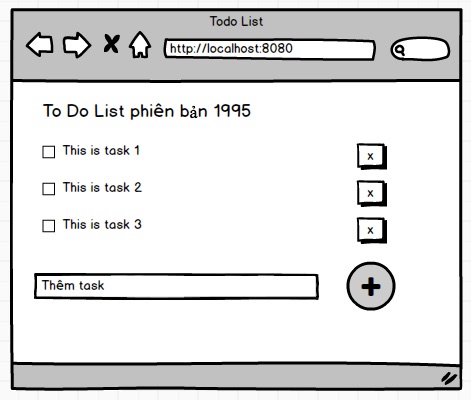 Todo List
http://localhost:8080
To Do List phiên bản 1995
This is task 1
x
This is task 2
x
This is task 3
x
Thêm task